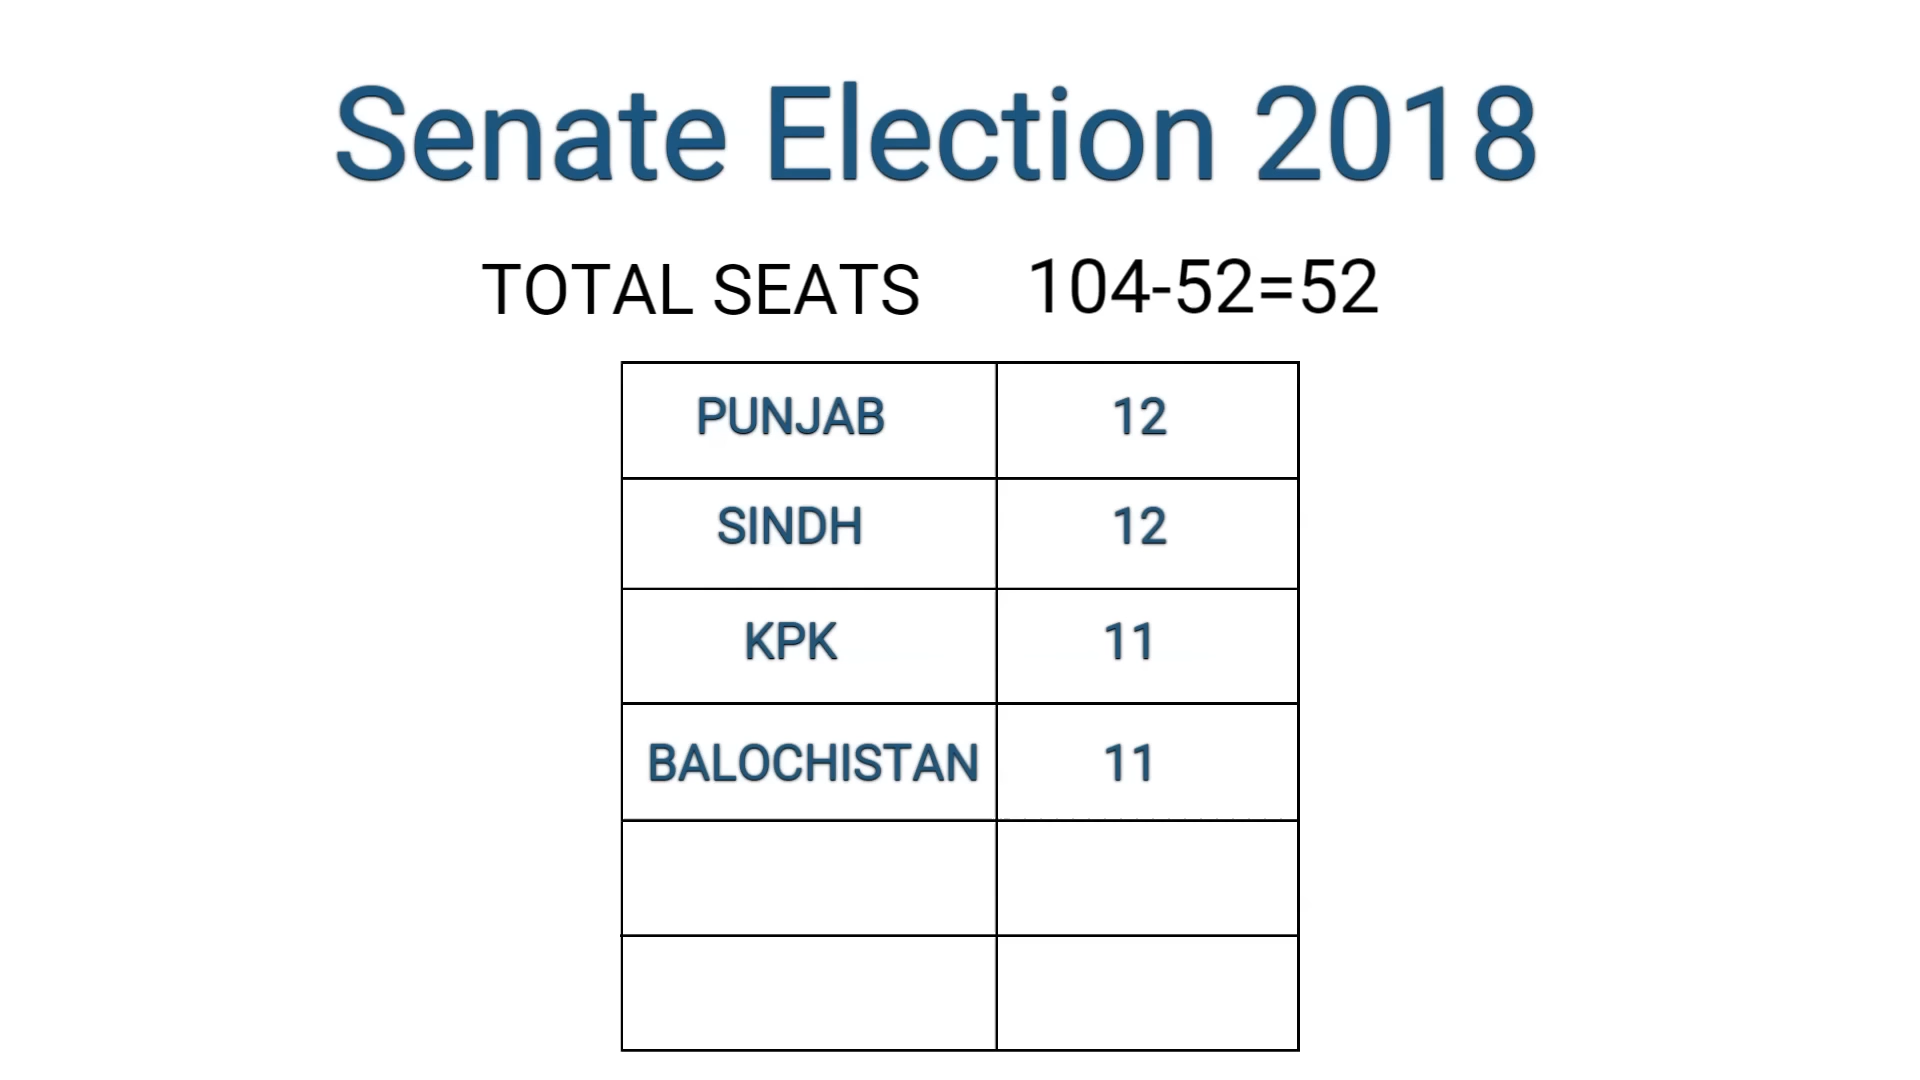 Senate Election 2018
TOTAL SEATS 104-52=52
PUNJAB 12
SINDH 12
KPK 11
BALOCHISTAN 11